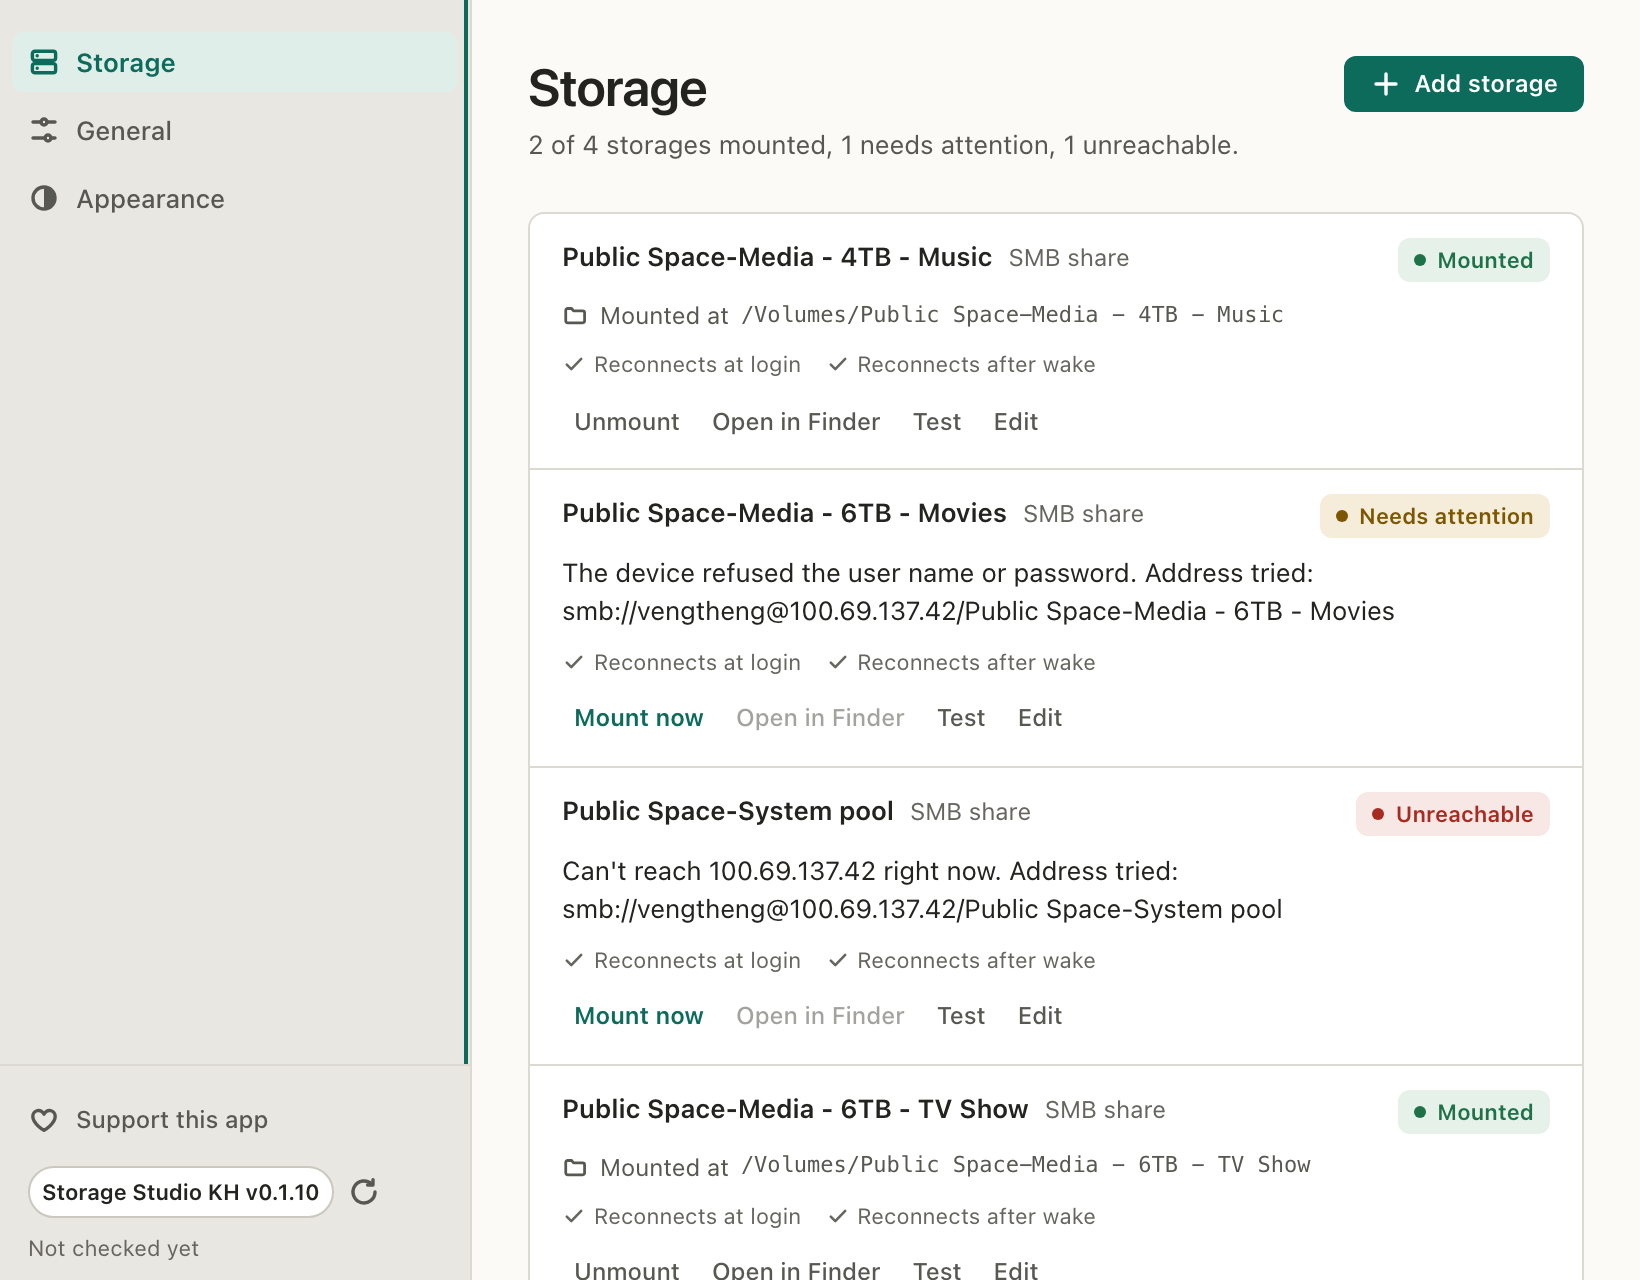 Storage
General
Appearance
Support this app
Storage Studio KH v0.1.10
Not checked yet
Storage
Add storage
2 of 4 storages mounted, 1 needs attention, 1 unreachable.
Public Space-Media - 4TB - Music SMB share
Mounted
Mounted at /Volumes/Public Space-Media - 4TB - Music
Reconnects at login Reconnects after wake
Unmount Open in Finder Test Edit
Public Space-Media - 6TB - Movies SMB share
Needs attention
The device refused the user name or password. Address tried:
smb://vengtheng@100.69.137.42/Public Space-Media - 6TB - Movies
Reconnects at login Reconnects after wake
Mount now Open in Finder Test Edit
Public Space-System pool SMB share
Unreachable
Can't reach 100.69.137.42 right now. Address tried:
smb://vengtheng@100.69.137.42/Public Space-System pool
Reconnects at login Reconnects after wake
Mount now Open in Finder Test Edit
Public Space-Media - 6TB - TV Show SMB share
Mounted
Mounted at /Volumes/Public Space-Media - 6TB - TV Show
Reconnects at login Reconnects after wake
Unmount Open in Finder Test Edit